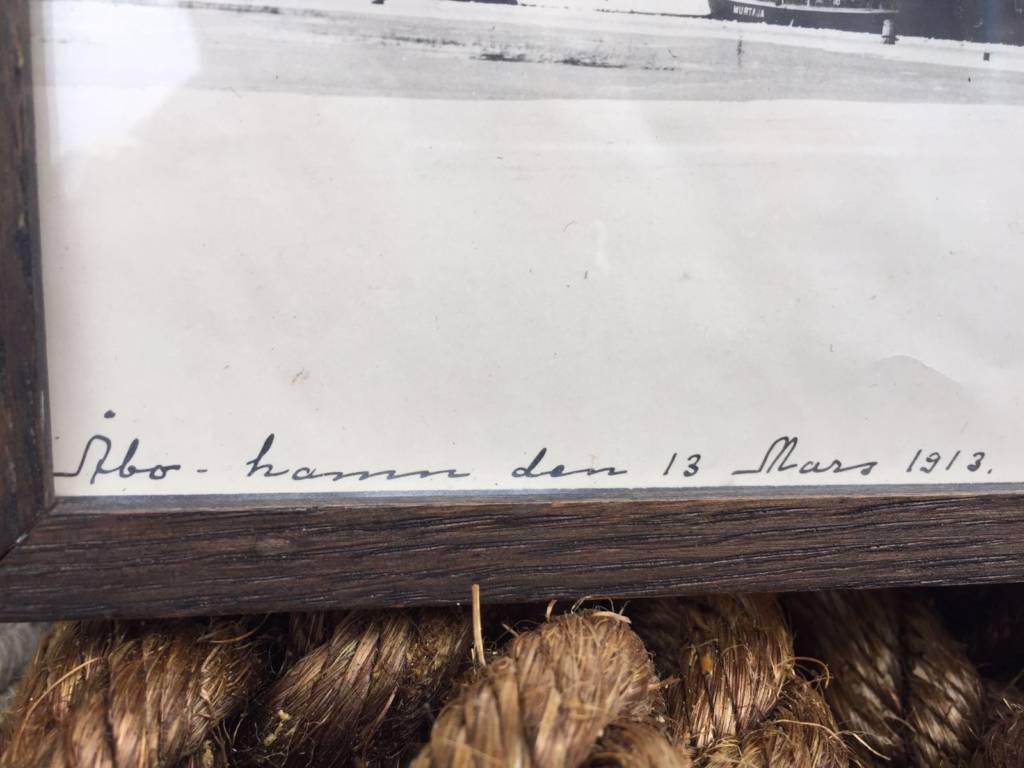 MURTAJA
Åbo - hamn den 13 Mars 1913.